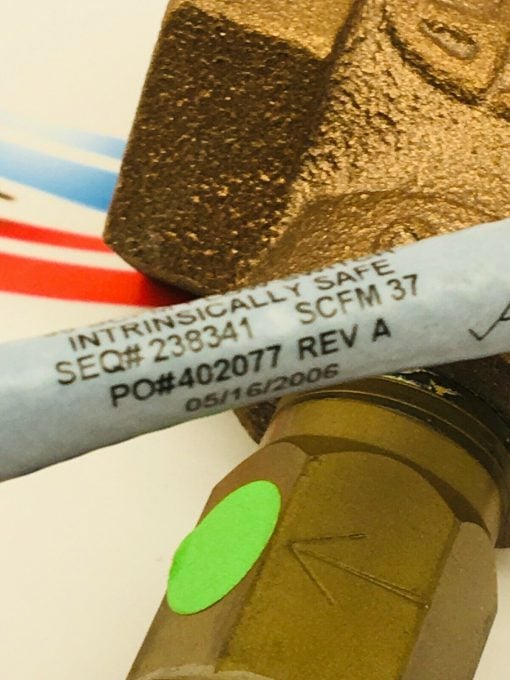 INTRINSICALLY SAFE
SEQ# 238341 SCFM 37
PO#402077 REV A
05/16/2006